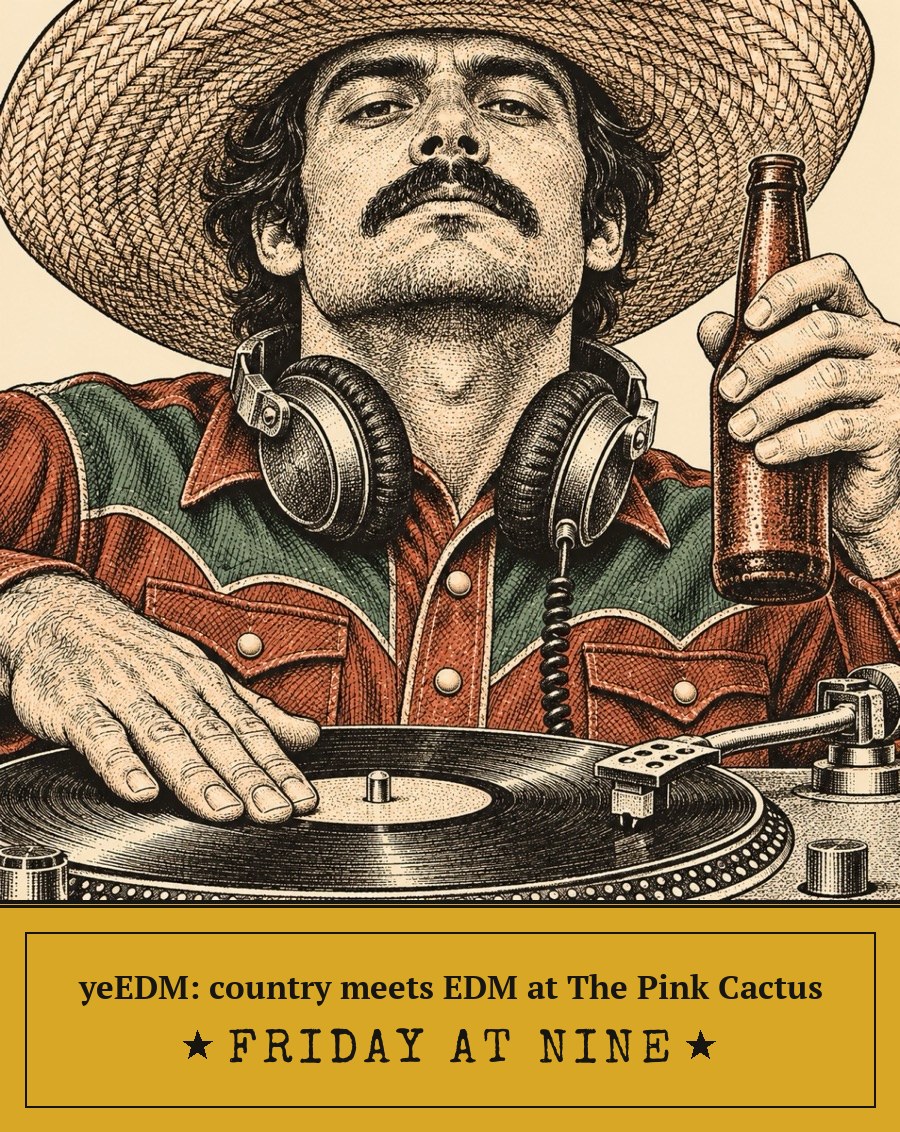 yeEDM: country meets EDM at The Pink Cactus
★ FRIDAY AT NINE ★